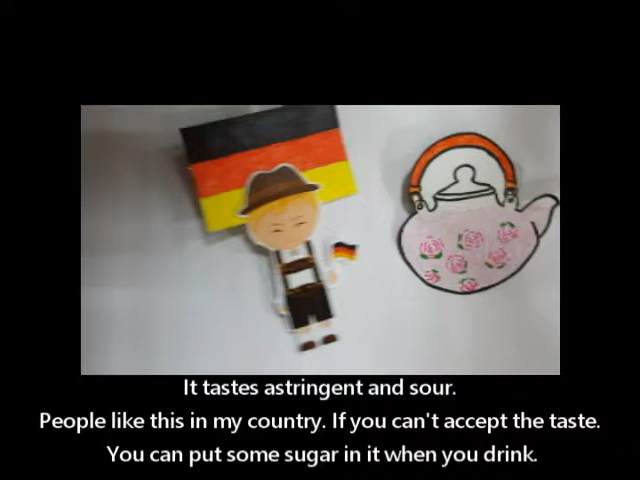 It tastes astringent and sour.
People like this in my country. If you can't accept the taste.
You can put some sugar in it when you drink.